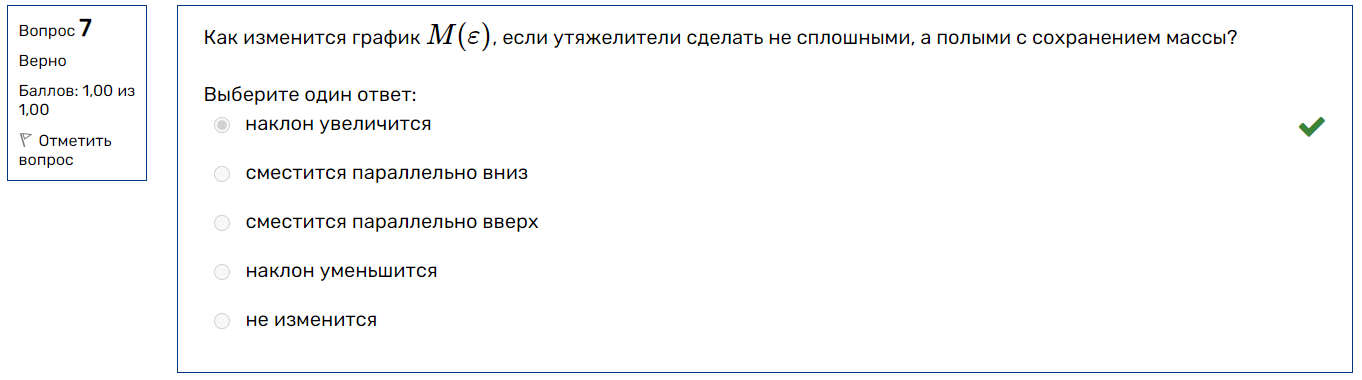 Вопрос 7
Верно
Баллов: 1,00 из
1,00
Отметить
вопрос
Как изменится график M(ε), если утяжелители сделать не сплошными, а полыми с сохранением массы?
Выберите один ответ:
наклон увеличится
сместится параллельно вниз
сместится параллельно вверх
наклон уменьшится
не изменится